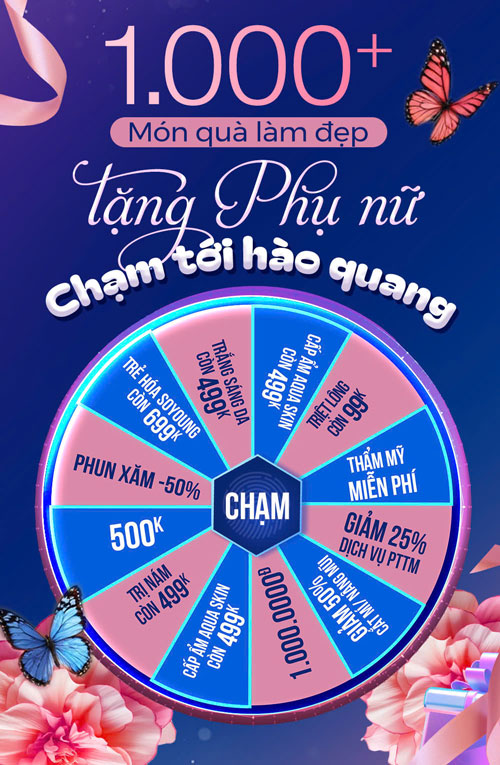 1.000+
Món quà làm đẹp
tặng Phụ nữ
Chạm tới hào quang
CẤP ẨM AQUA SKIN
CÒN 499K
TRIỆT LÔNG
CÒN 99K
THẨM MỸ
MIỄN PHÍ
GIẢM 25%
DỊCH VỤ PTTM
GIẢM 50%
CẮT MÍ/ NÂNG MŨI
1.000.0000Đ
CẤP ẨM AQUA SKIN
CÒN 499K
TRỊ NÁM
CÒN 499K
500K
PHUN XĂM -50%
TRẺ HÓA SOYOUNG
CÒN 699K
TRẮNG SÁNG DA
CÒN 499K
CHẠM